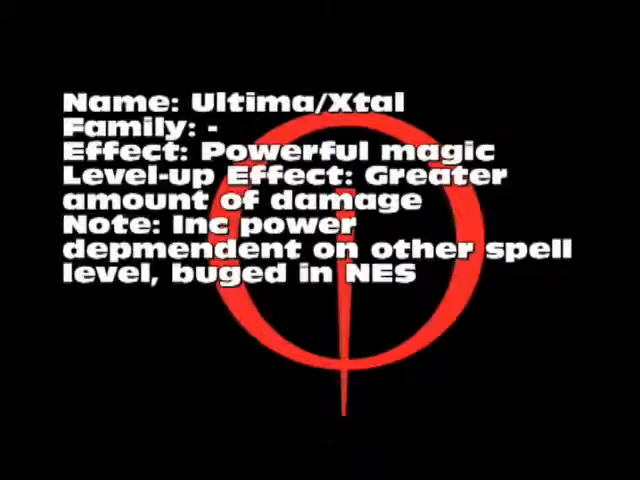 Name: Ultima/Xtal
Family: -
Effect: Powerful magic
Level-up Effect: Greater
amount of damage
Note: Inc power
depmendent on other spell
level, buged in NES